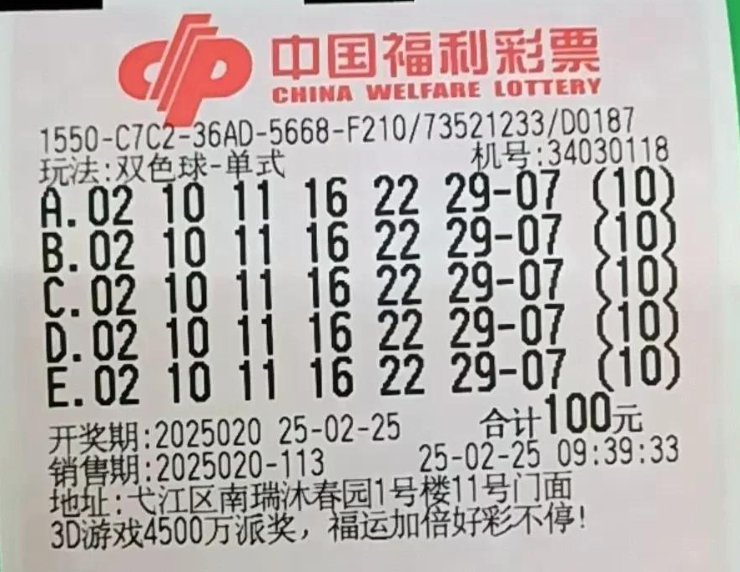 中国福利彩票
CHINA WELFARE LOTTERY
1550-C7C2-36AD-5668-F210/73521233/D0187
玩法:双色球-单式 机号:34030118
A.02 10 11 16 22 29-07 (10)
B.02 10 11 16 22 29-07 (10)
C.02 10 11 16 22 29-07 (10)
D.02 10 11 16 22 29-07 (10)
E.02 10 11 16 22 29-07 (10)
开奖期:2025020 25-02-25 合计100元
销售期:2025020-113 25-02-25 09:39:33
地址:弋江区南瑞沐春园1号楼11号门面
3D游戏4500万派奖，福运加倍好彩不停!